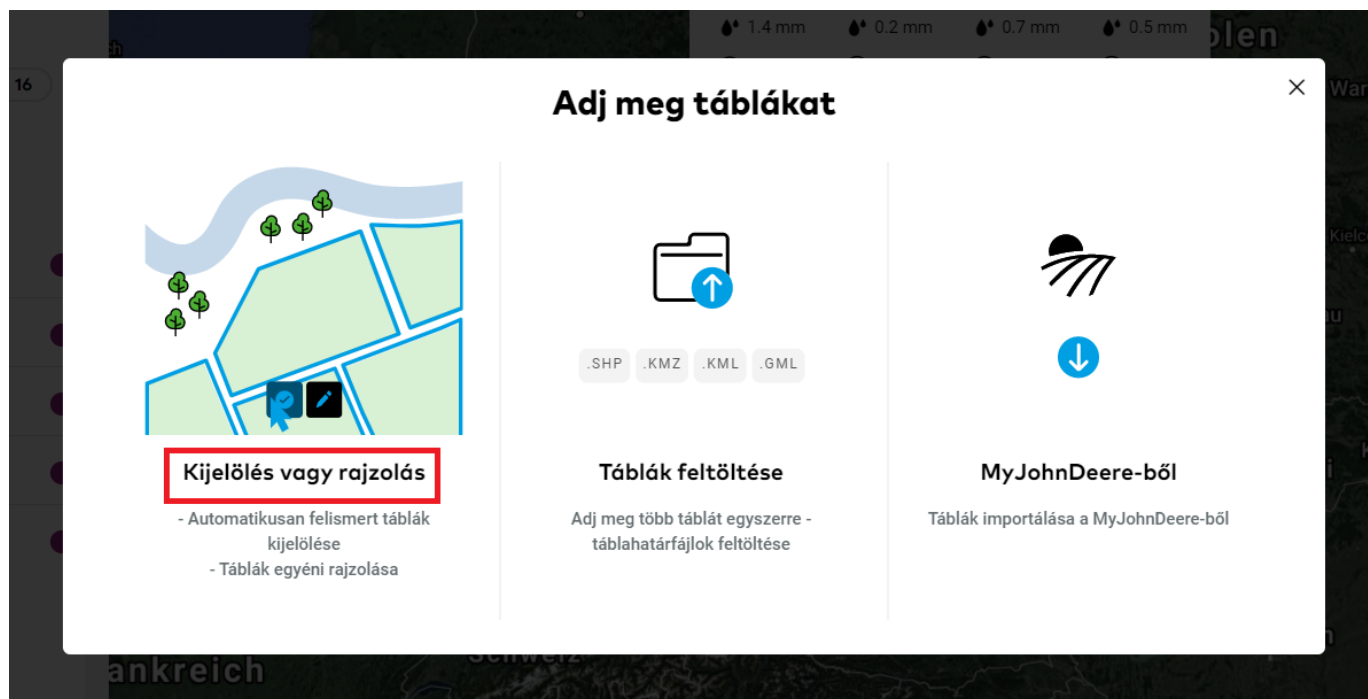 1.4 mm 0.2 mm 0.7 mm 0.5 mm
16
Adj meg táblákat
.SHP .KMZ .KML .GML
Kijelölés vagy rajzolás
- Automatikusan felismert táblák
kijelölése
- Táblák egyéni rajzolása
Táblák feltöltése
Adj meg több táblát egyszerre -
táblahatárfájlok feltöltése
MyJohnDeere-ből
Táblák importálása a MyJohnDeere-ből
ankreich